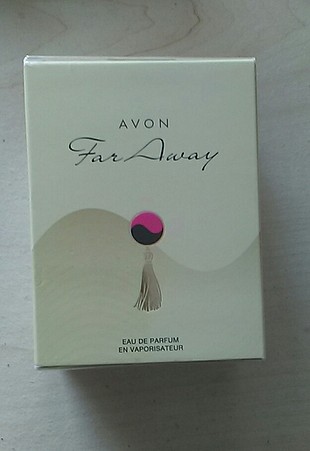 AVON
Far Away
EAU DE PARFUM
EN VAPORISATEUR